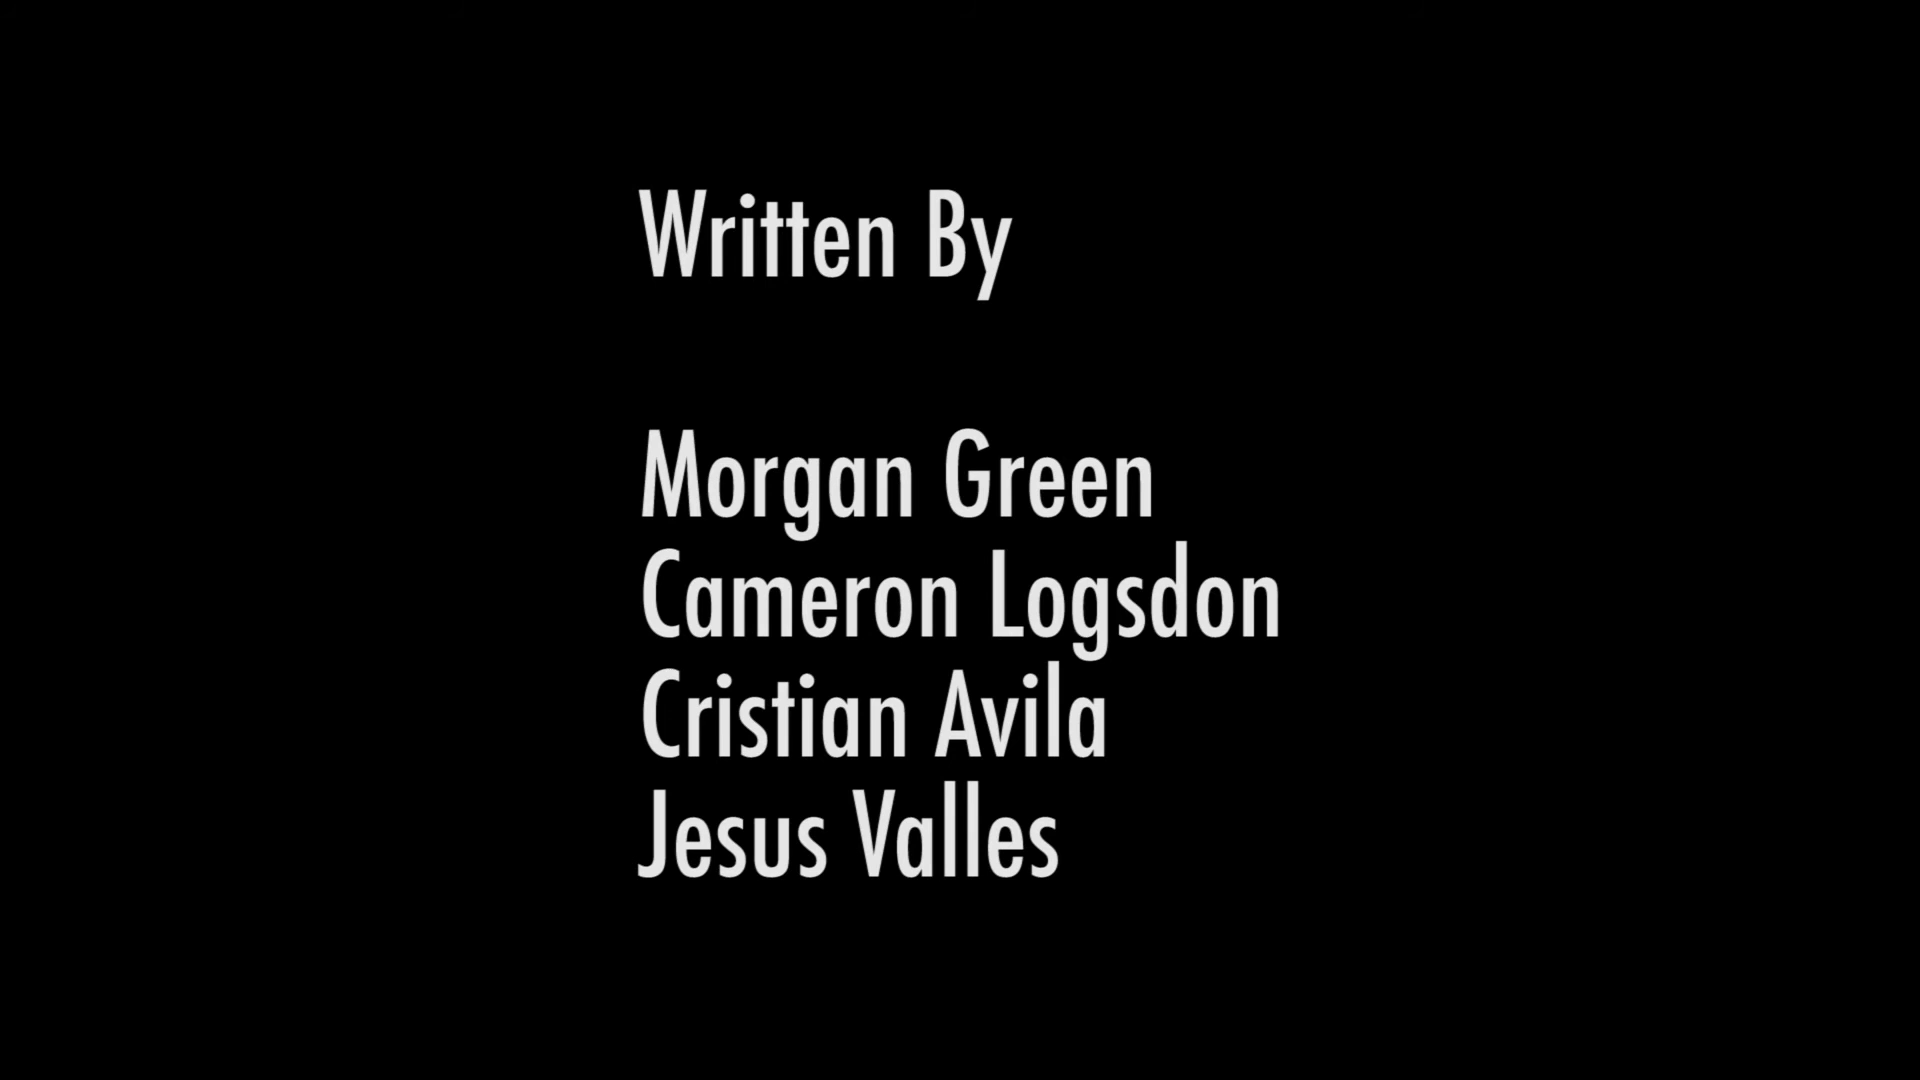 Written By
Morgan Green
Cameron Logsdon
Cristian Avila
Jesus Valles